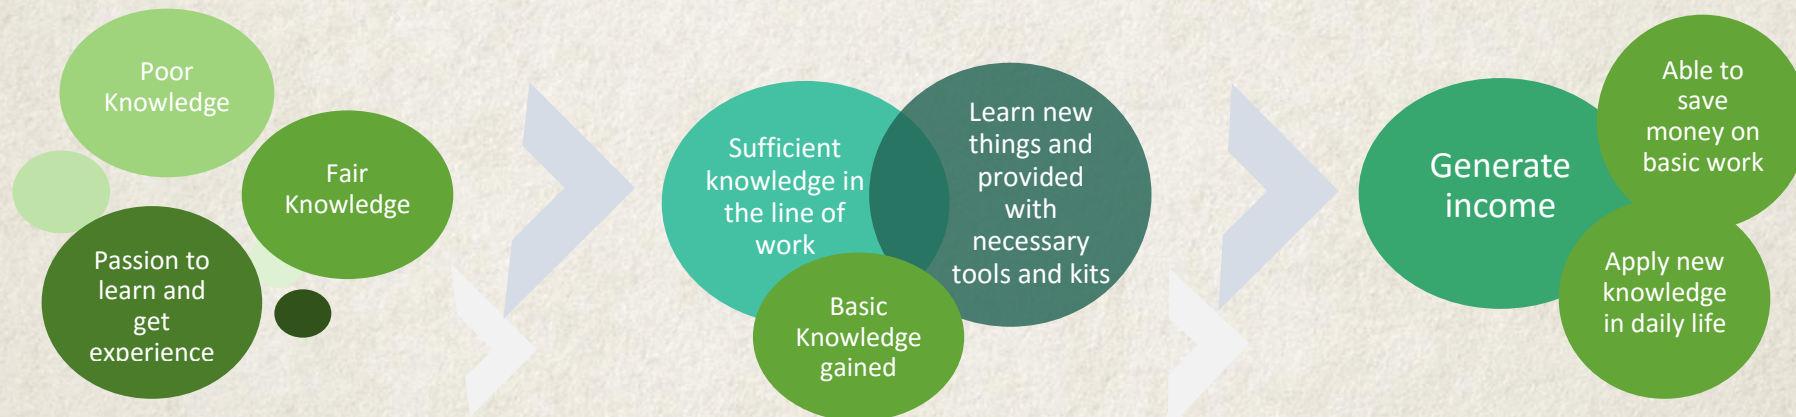 Poor
Knowledge
Fair
Knowledge
Passion to
learn and
get
experience
Sufficient
knowledge in
the line of
work
Learn new
things and
provided
with
necessary
tools and kits
Basic
Knowledge
gained
Generate
income
Able to
save
money on
basic work
Apply new
knowledge
in daily life